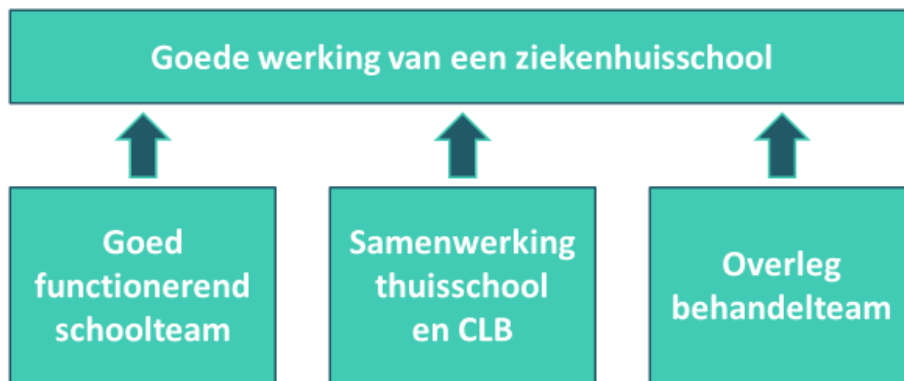 Goede werking van een ziekenhuisschool
Goed
functionerend
schoolteam
Samenwerking
thuisschool
en CLB
Overleg
behandelteam